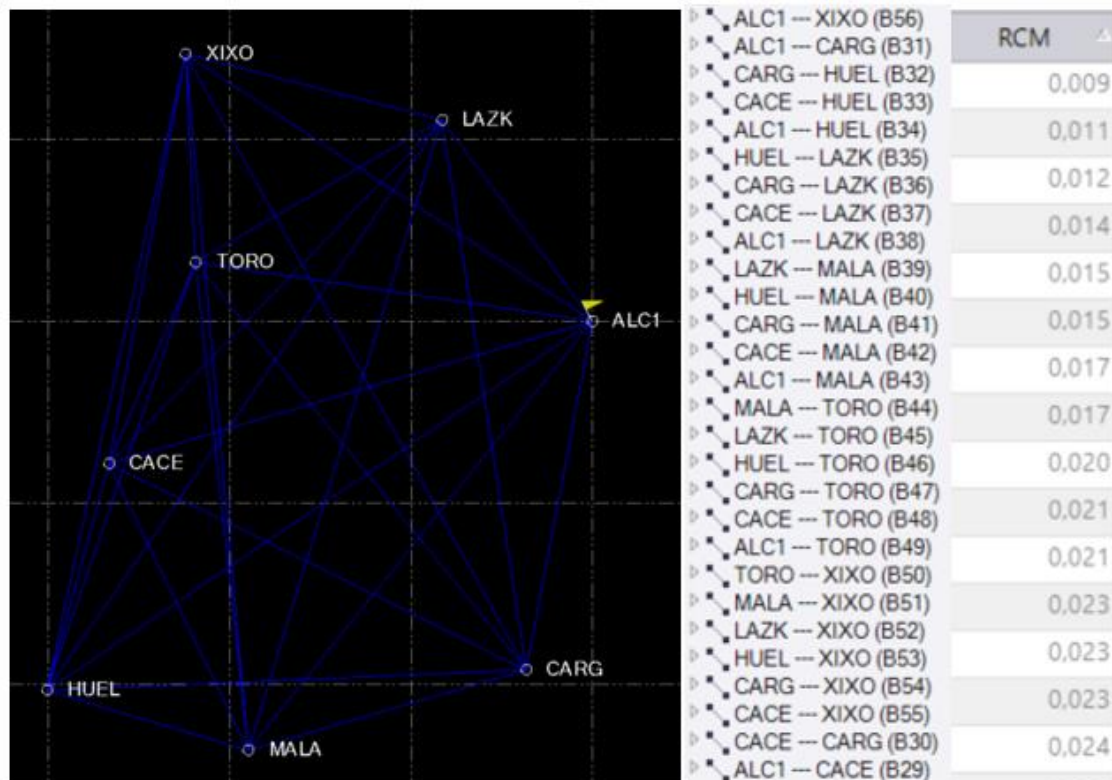 XIXO
LAZK
TORO
ALC1
CACE
CARG
HUEL
MALA
ALC1 --- XIXO (B56)
ALC1 --- CARG (B31)
CARG --- HUEL (B32)
CACE --- HUEL (B33)
ALC1 --- HUEL (B34)
HUEL --- LAZK (B35)
CARG --- LAZK (B36)
CACE --- LAZK (B37)
ALC1 --- LAZK (B38)
LAZK --- MALA (B39)
HUEL --- MALA (B40)
CARG --- MALA (B41)
CACE --- MALA (B42)
ALC1 --- MALA (B43)
MALA --- TORO (B44)
LAZK --- TORO (B45)
HUEL --- TORO (B46)
CARG --- TORO (B47)
CACE --- TORO (B48)
ALC1 --- TORO (B49)
TORO --- XIXO (B50)
MALA --- XIXO (B51)
LAZK --- XIXO (B52)
HUEL --- XIXO (B53)
CARG --- XIXO (B54)
CACE --- XIXO (B55)
CACE --- CARG (B30)
ALC1 --- CACE (B29)
RCM
0,009
0,011
0,012
0,014
0,015
0,015
0,017
0,017
0,020
0,021
0,021
0,023
0,023
0,023
0,024